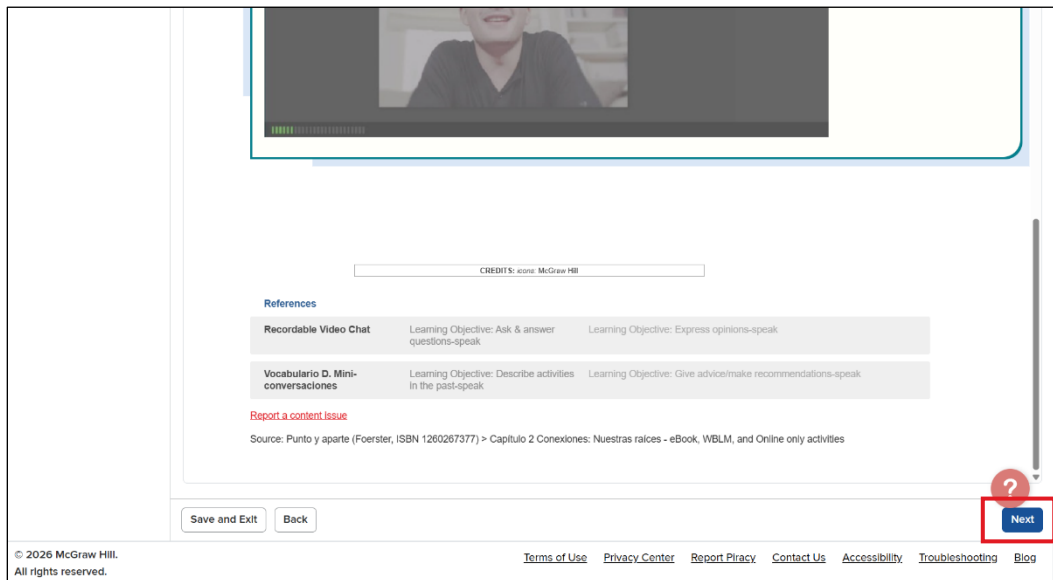 CREDITS: icons: McGraw Hill
References
Recordable Video Chat
Learning Objective: Ask & answer
questions-speak
Learning Objective: Express opinions-speak
Vocabulario D. Mini-
conversaciones
Learning Objective: Describe activities
in the past-speak
Learning Objective: Give advice/make recommendations-speak
Report a content issue
Source: Punto y aparte (Foerster, ISBN 1260267377) > Capítulo 2 Conexiones: Nuestras raíces - eBook, WBLM, and Online only activities
?
Save and Exit
Back
Next
© 2026 McGraw Hill.
All rights reserved.
Terms of Use
Privacy Center
Report Piracy
Contact Us
Accessibility
Troubleshooting
Blog